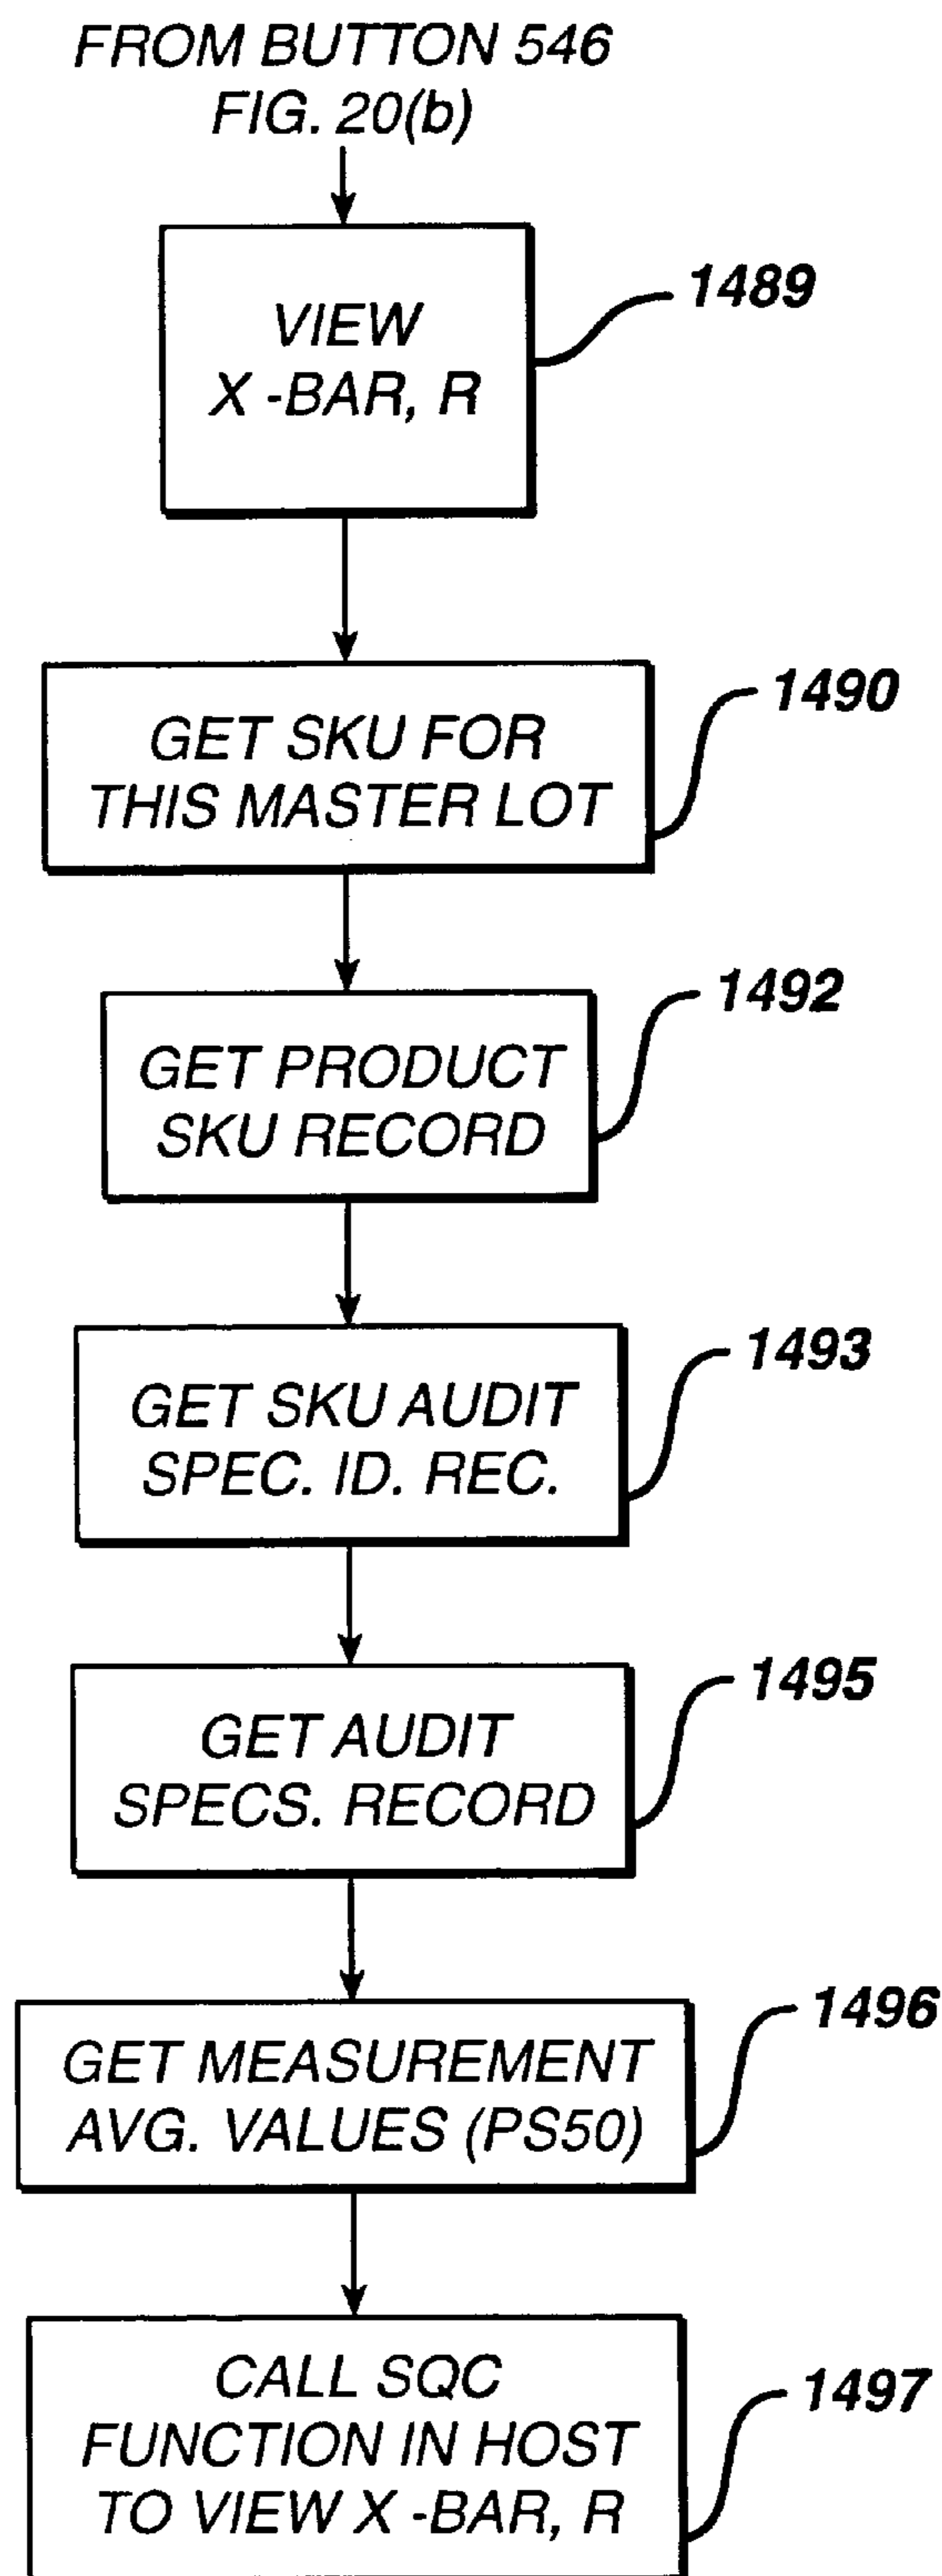 FROM BUTTON 546
FIG. 20(b)
VIEW
X -BAR, R
1489
GET SKU FOR
THIS MASTER LOT
1490
GET PRODUCT
SKU RECORD
1492
GET SKU AUDIT
SPEC. ID. REC.
1493
GET AUDIT
SPECS. RECORD
1495
GET MEASUREMENT
AVG. VALUES (PS50)
1496
CALL SQC
FUNCTION IN HOST
TO VIEW X -BAR, R
1497